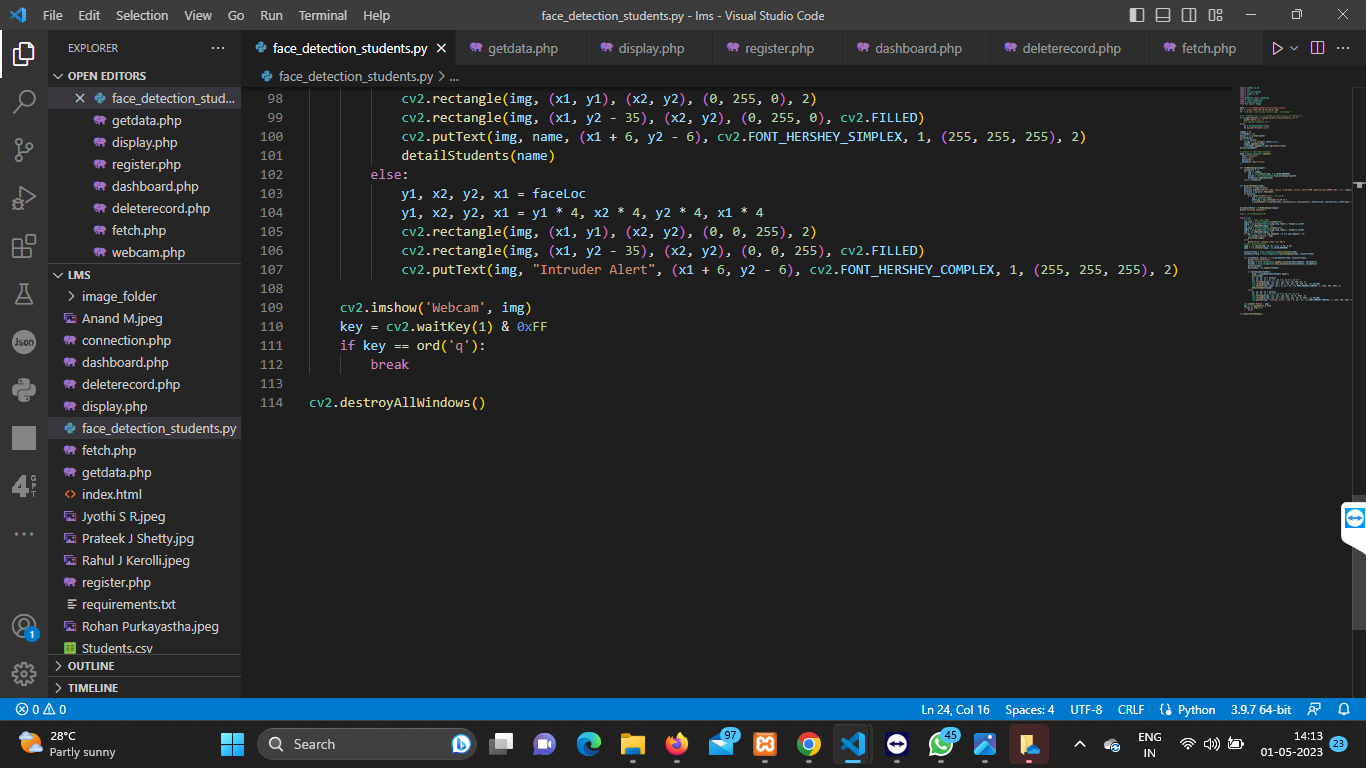 File Edit Selection View Go Run Terminal Help
face_detection_students.py - lms - Visual Studio Code
EXPLORER
OPEN EDITORS
face_detection_stud...
getdata.php
display.php
register.php
dashboard.php
deleterecord.php
fetch.php
webcam.php
LMS
image_folder
Anand M.jpeg
connection.php
dashboard.php
deleterecord.php
display.php
face_detection_students.py
fetch.php
getdata.php
index.html
Jyothi S R.jpeg
Prateek J Shetty.jpg
Rahul J Kerolli.jpeg
register.php
requirements.txt
Rohan Purkayastha.jpeg
Students.csv
OUTLINE
TIMELINE
Json
4 GPT
1
face_detection_students.py getdata.php display.php register.php dashboard.php deleterecord.php fetch.php
face_detection_students.py > ...
98 cv2.rectangle(img, (x1, y1), (x2, y2), (0, 255, 0), 2)
99 cv2.rectangle(img, (x1, y2 - 35), (x2, y2), (0, 255, 0), cv2.FILLED)
100 cv2.putText(img, name, (x1 + 6, y2 - 6), cv2.FONT_HERSHEY_SIMPLEX, 1, (255, 255, 255), 2)
101 detailStudents(name)
102 else:
103 y1, x2, y2, x1 = faceLoc
104 y1, x2, y2, x1 = y1 * 4, x2 * 4, y2 * 4, x1 * 4
105 cv2.rectangle(img, (x1, y1), (x2, y2), (0, 0, 255), 2)
106 cv2.rectangle(img, (x1, y2 - 35), (x2, y2), (0, 0, 255), cv2.FILLED)
107 cv2.putText(img, "Intruder Alert", (x1 + 6, y2 - 6), cv2.FONT_HERSHEY_COMPLEX, 1, (255, 255, 255), 2)
108
109 cv2.imshow('Webcam', img)
110 key = cv2.waitKey(1) & 0xFF
111 if key == ord('q'):
112 break
113
114 cv2.destroyAllWindows()
0 0
Ln 24, Col 16 Spaces: 4 UTF-8 CRLF Python 3.9.7 64-bit
28°C
Partly sunny
Search
97
45
ENG
IN
14:13
01-05-2023
23